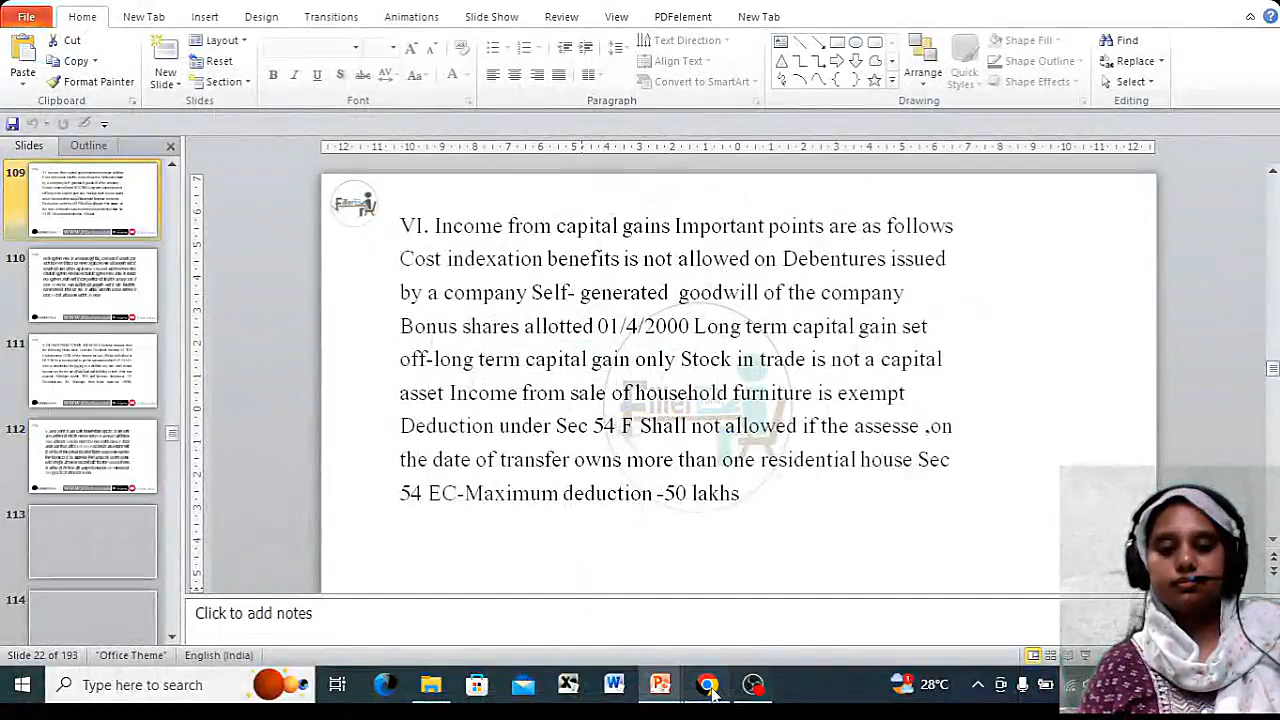 File Home New Tab Insert Design Transitions Animations Slide Show Review View PDFelement New Tab
Cut Layout Text Direction Shape Fill Find
Copy Reset Align Text Shape Outline Replace
Paste Format Painter New Slide Section Convert to SmartArt Arrange Quick Styles Shape Effects Select
Clipboard Slides Font Paragraph Drawing Editing
Slides Outline
109
110
111
112
113
114
VI. Income from capital gains Important points are as follows
Cost indexation benefits is not allowed on Debentures issued
by a company Self- generated goodwill of the company
Bonus shares allotted 01/4/2000 Long term capital gain set
off-long term capital gain only Stock in trade is not a capital
asset Income from sale of household furniture is exempt
Deduction under Sec 54 F Shall not allowed if the assesse .on
the date of transfer owns more than one residential house Sec
54 EC-Maximum deduction -50 lakhs
Click to add notes
Slide 22 of 193 "Office Theme" English (India)
Type here to search 28°C